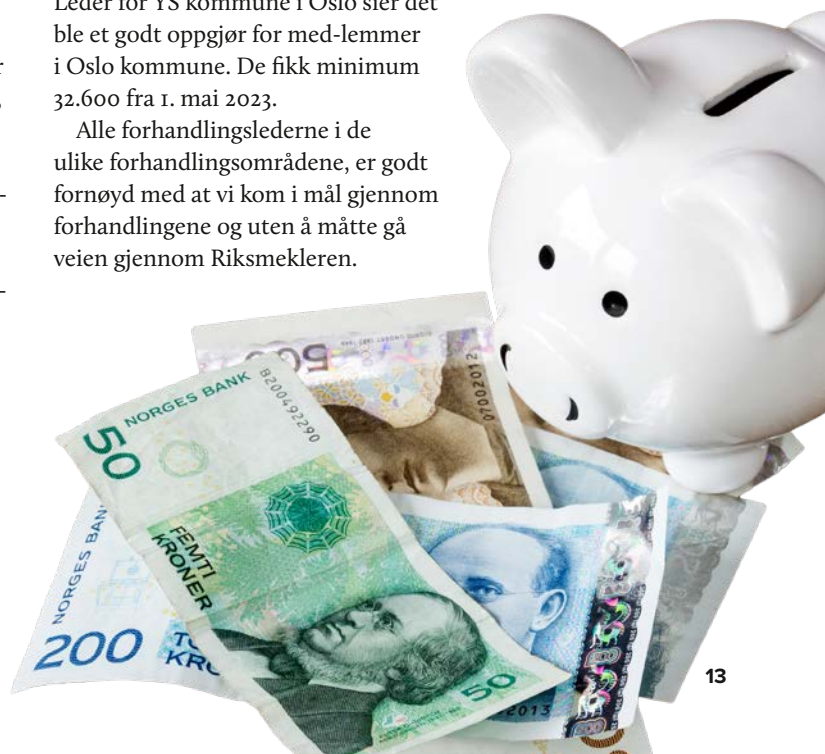 Leder for YS kommune i Oslo sier det
ble et godt oppgjør for med-lemmer
i Oslo kommune. De fikk minimum
32.600 fra 1. mai 2023.
Alle forhandlingslederne i de
ulike forhandlingsområdene, er godt
fornøyd med at vi kom i mål gjennom
forhandlingene og uten å måtte gå
veien gjennom Riksmekleren.
500
07002012
50
NORGES BANK
B200492290
FEMTI
KRONER
50
NORGES
200
2013
13